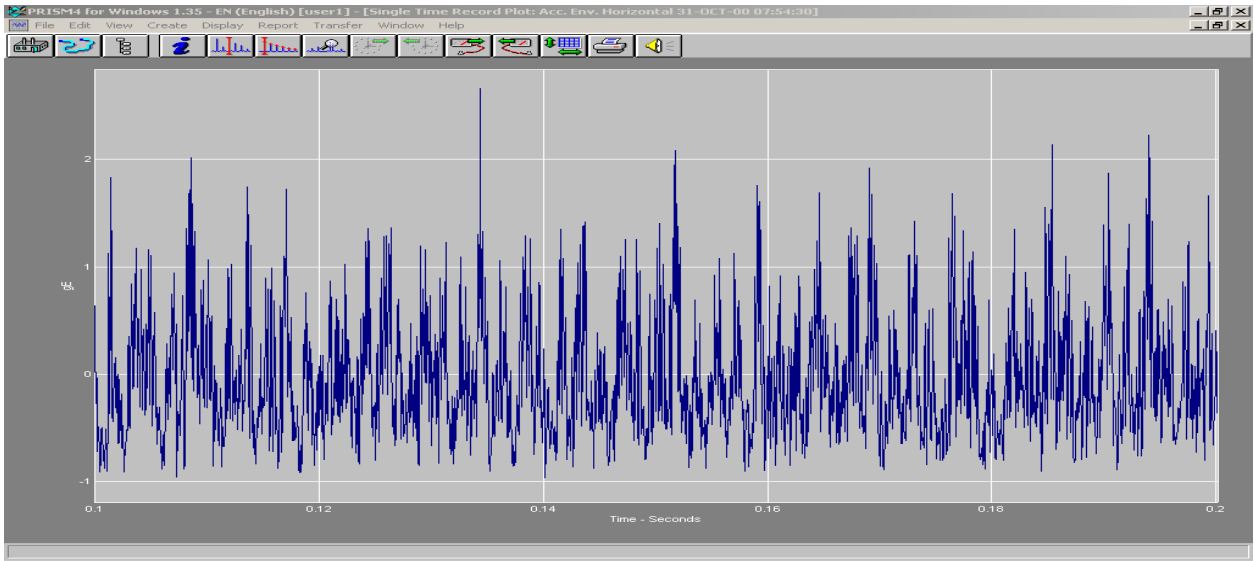 PRISM4 for Windows 1.35 - EN (English) [user1] - [Single Time Record Plot: Acc. Env. Horizontal 31-OCT-00 07:54:30]
File Edit View Create Display Report Transfer Window Help
2
1
gE
0
-1
0.1 0.12 0.14 0.16 0.18 0.2
Time - Seconds